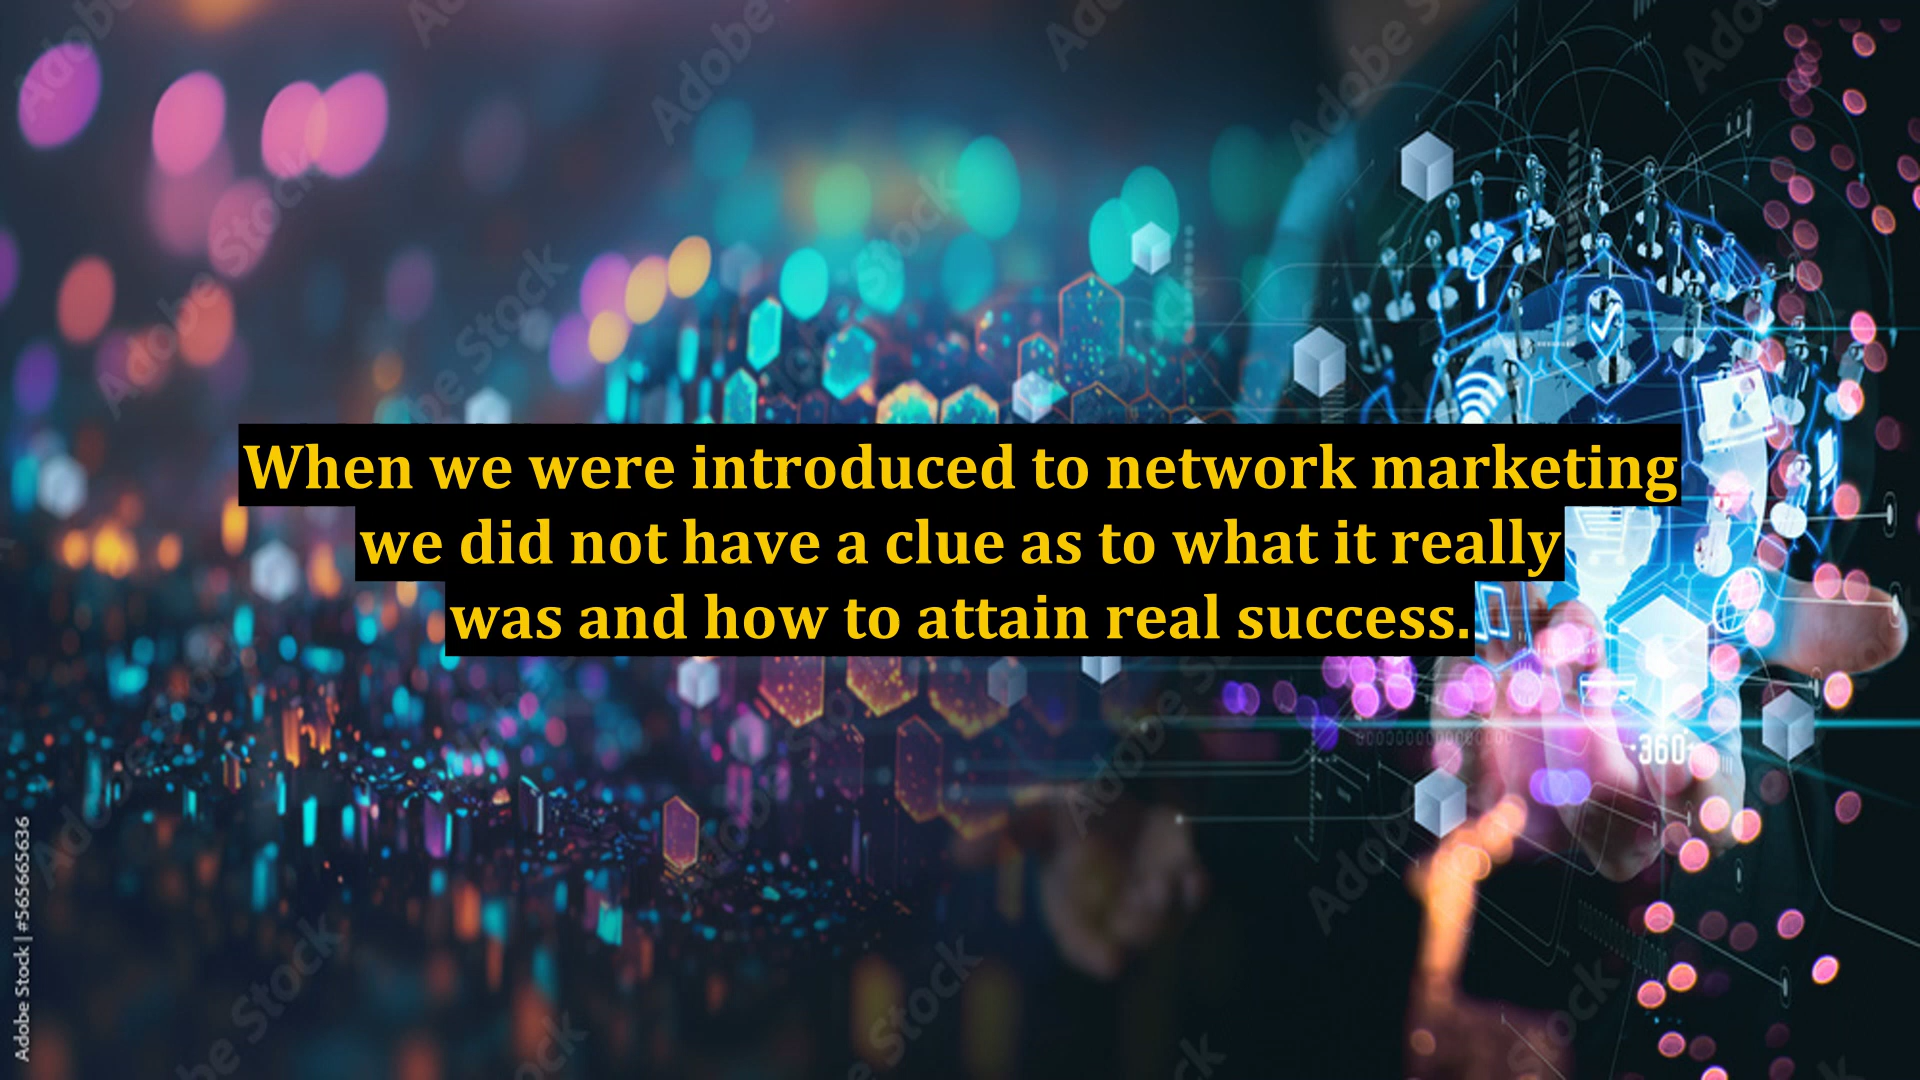 When we were introduced to network marketing
we did not have a clue as to what it really
was and how to attain real success.
360
Adobe Stock | #565665636